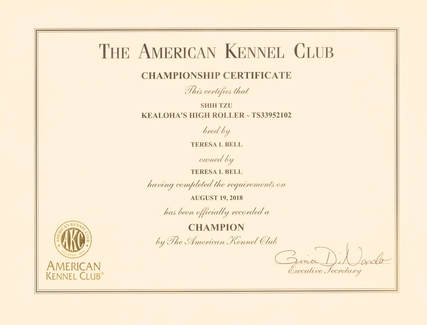 THE AMERICAN KENNEL CLUB
CHAMPIONSHIP CERTIFICATE
This certifies that
SHIH TZU
KEALOHA'S HIGH ROLLER - TS33952102
bred by
TERESA L BELL
owned by
TERESA L BELL
having completed the requirements on
AUGUST 19, 2018
has been officially recorded a
CHAMPION
by The American Kennel Club
AKC
AMERICAN
KENNEL CLUB®
Gina D. Nardo
Executive Secretary